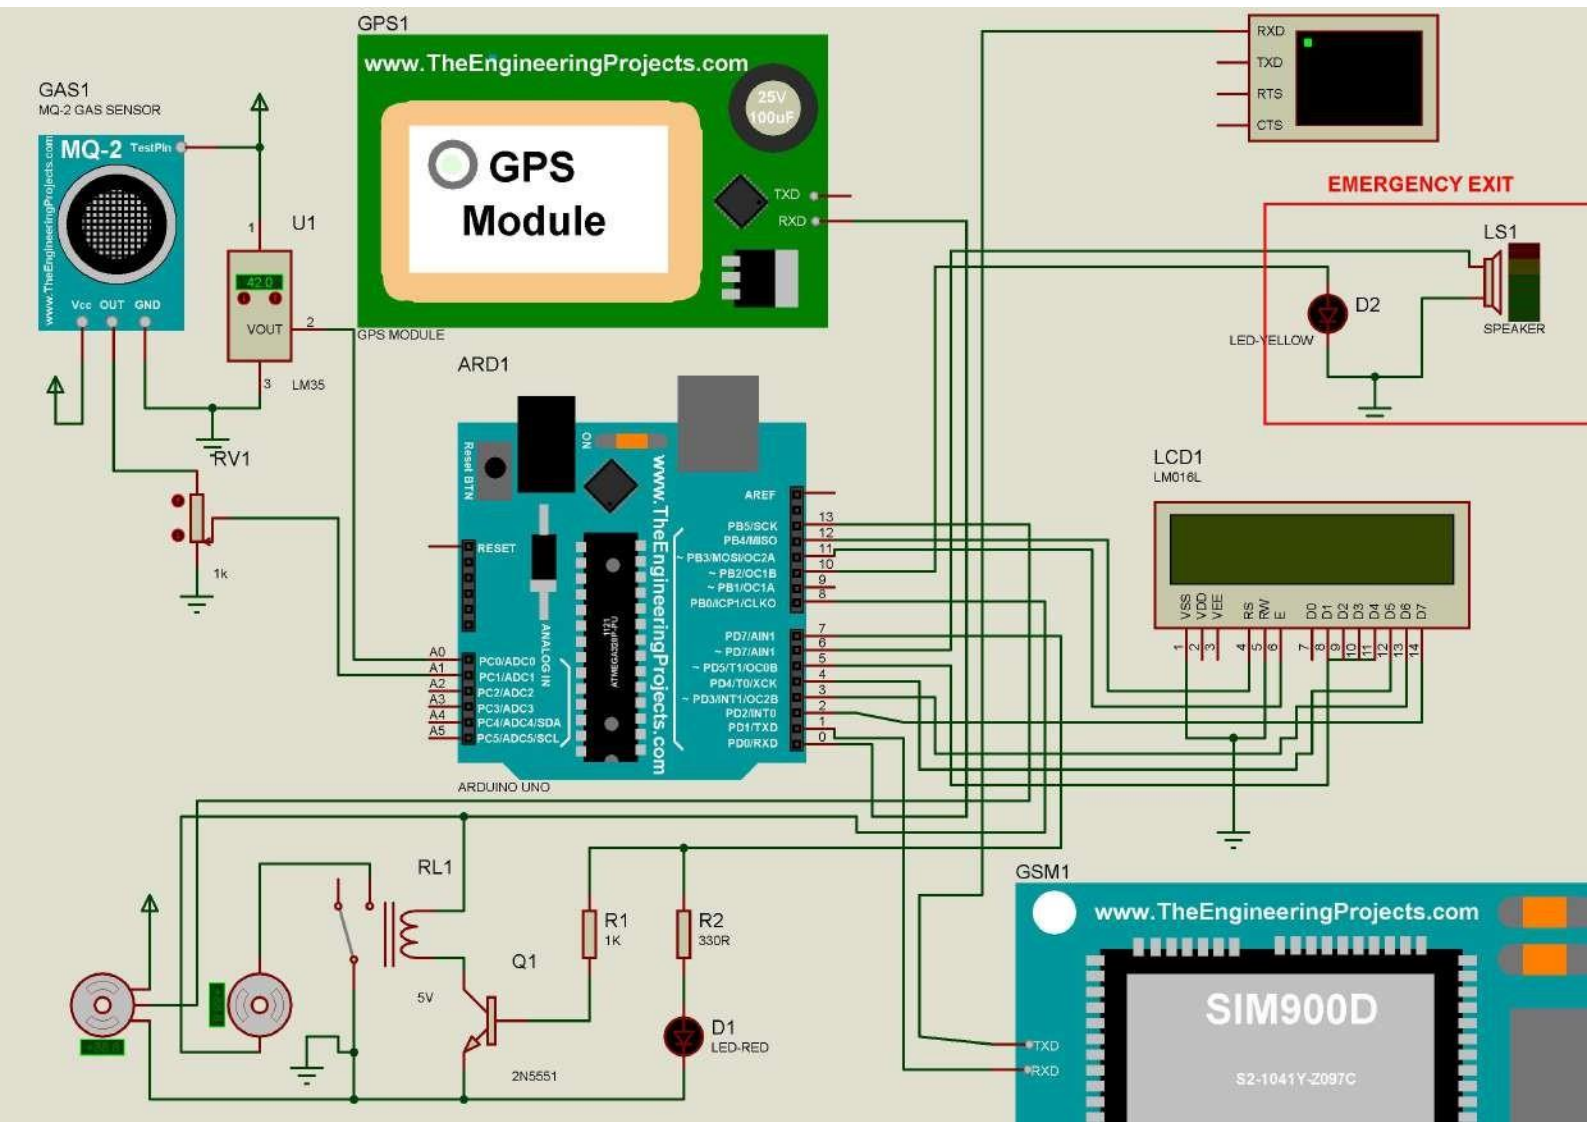 GPS1
www.TheEngineeringProjects.com
25V
100uF
GPS
Module
TXD
RXD
GPS MODULE
RXD
TXD
RTS
CTS
GAS1
MQ-2 GAS SENSOR
MQ-2
TestPin
www.TheEngineeringProjects.com
Vcc OUT GND
U1
1
42.0
VOUT
2
3
LM35
RV1
1k
EMERGENCY EXIT
LS1
SPEAKER
D2
LED-YELLOW
ARD1
Reset BTN
ON
www.TheEngineeringProjects.com
RESET
ANALOG IN
1121
ATMEGA328P-PU
AREF
PB5/SCK 13
PB4/MISO 12
~ PB3/MOSI/OC2A 11
~ PB2/OC1B 10
~ PB1/OC1A 9
PB0/ICP1/CLKO 8
PD7/AIN1 7
~ PD7/AIN1 6
~ PD5/T1/OC0B 5
PD4/T0/XCK 4
~ PD3/INT1/OC2B 3
PD2/INT0 2
PD1/TXD 1
PD0/RXD 0
A0 PC0/ADC0
A1 PC1/ADC1
A2 PC2/ADC2
A3 PC3/ADC3
A4 PC4/ADC4/SDA
A5 PC5/ADC5/SCL
ARDUINO UNO
LCD1
LM016L
VSS VDD VEE RS RW E D0 D1 D2 D3 D4 D5 D6 D7
1 2 3 4 5 6 7 8 9 10 11 12 13 14
RL1
5V
Q1
2N5551
R1
1K
R2
330R
D1
LED-RED
GSM1
www.TheEngineeringProjects.com
SIM900D
S2-1041Y-Z097C
TXD
RXD